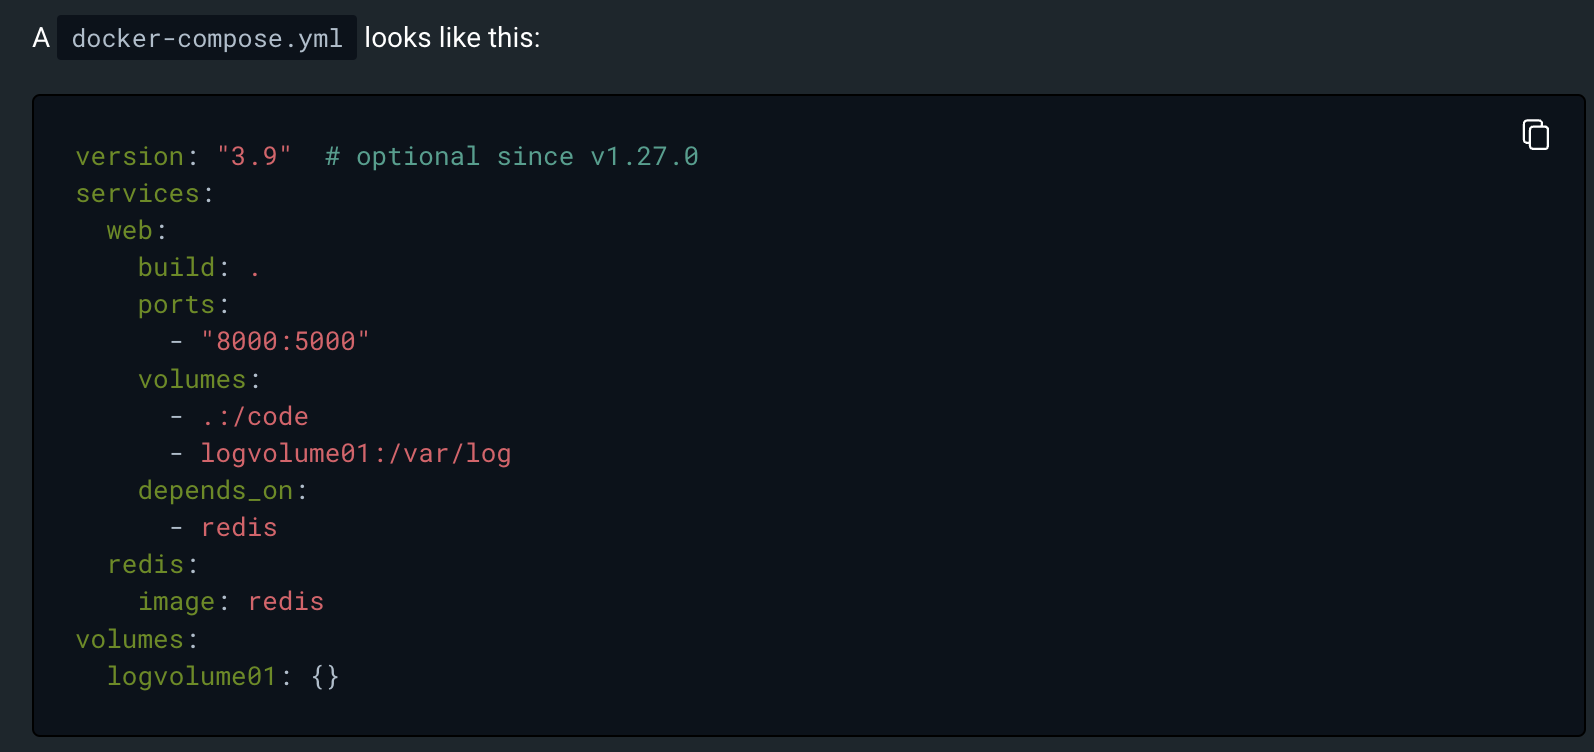 A docker-compose.yml looks like this:
version: "3.9"  # optional since v1.27.0
services:
  web:
    build: .
    ports:
      - "8000:5000"
    volumes:
      - .:/code
      - logvolume01:/var/log
    depends_on:
      - redis
  redis:
    image: redis
volumes:
  logvolume01: {}